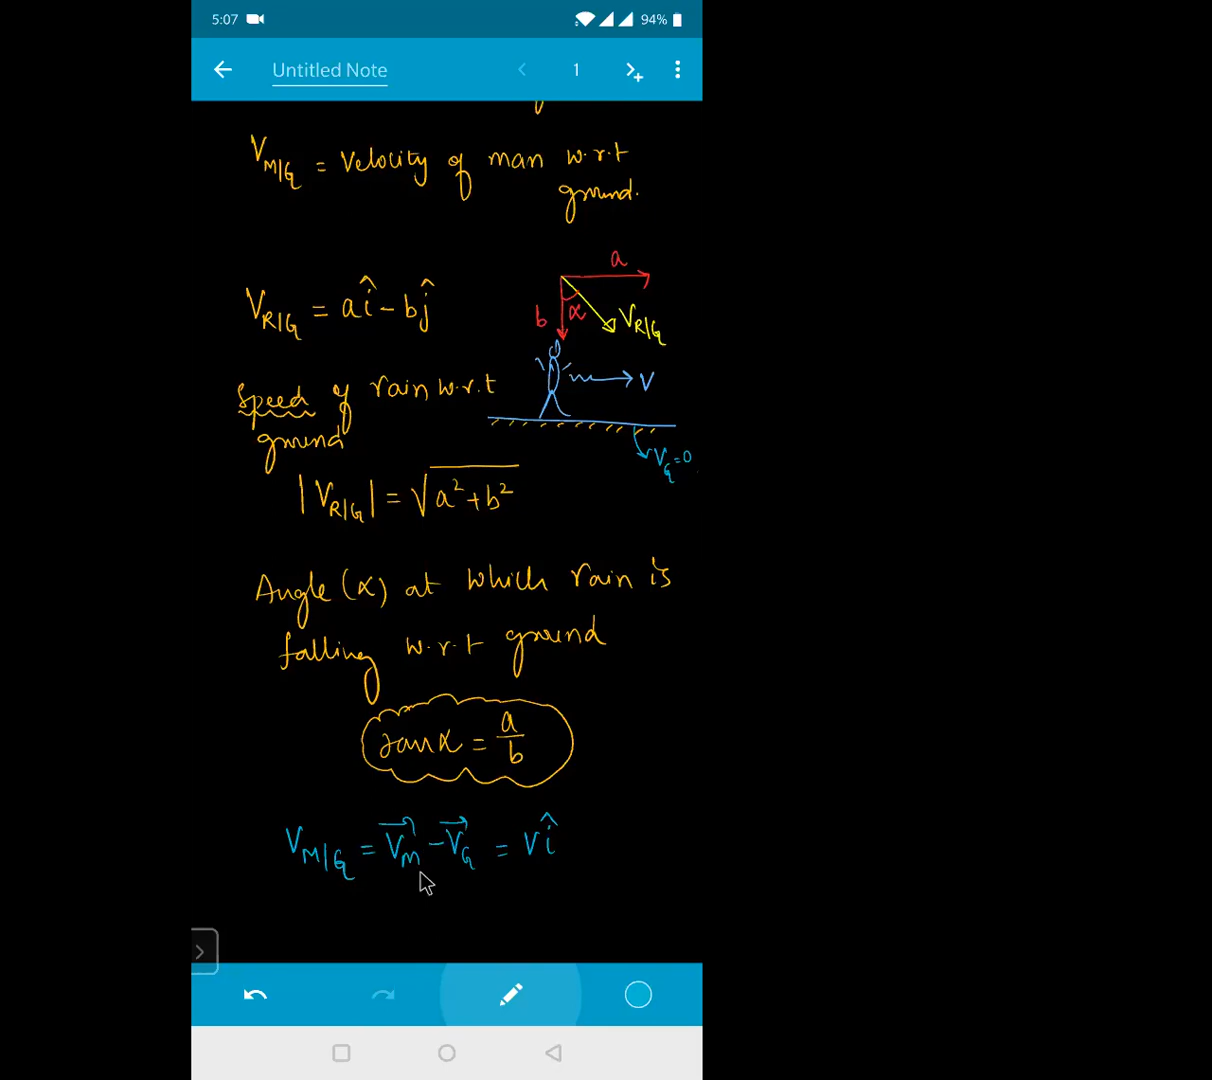 5:07 94%
Untitled Note 1
V_M/G = Velocity of man w.r.t
ground.
a
V_R/G = aî - bĵ
b α V_R/G
V
Speed of rain w.r.t
ground
V_G=0
|V_R/G| = √a²+b²
Angle (α) at which rain is
falling w.r.t ground
tanα = a/b
V_M/G = V⃗_M - V⃗_G = Vî